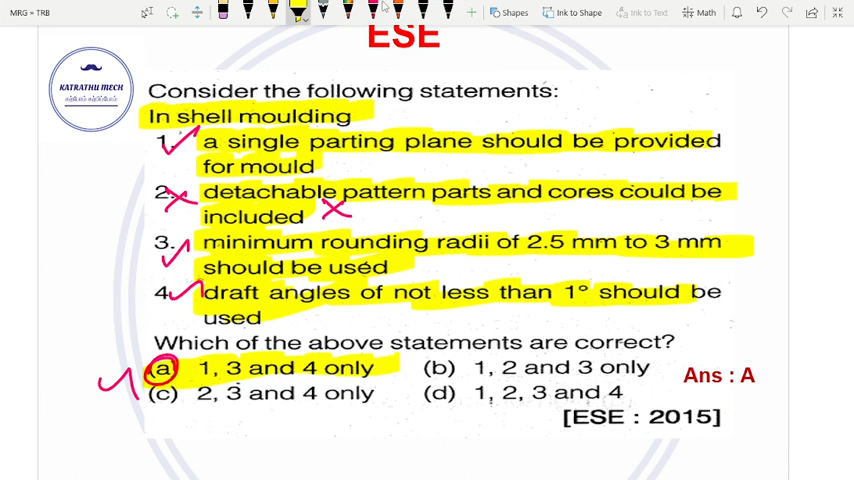 MRG » TRB
Shapes
Ink to Shape
Ink to Text
Math
ESE
KATRATHU MECH
கற்போம் கற்பிப்போம்
Consider the following statements:
In shell moulding
1. a single parting plane should be provided
for mould
2. detachable pattern parts and cores could be
included
3. minimum rounding radii of 2.5 mm to 3 mm
should be used
4. draft angles of not less than 1° should be
used
Which of the above statements are correct?
(a) 1, 3 and 4 only (b) 1, 2 and 3 only
(c) 2, 3 and 4 only (d) 1, 2, 3 and 4
Ans : A
[ESE : 2015]